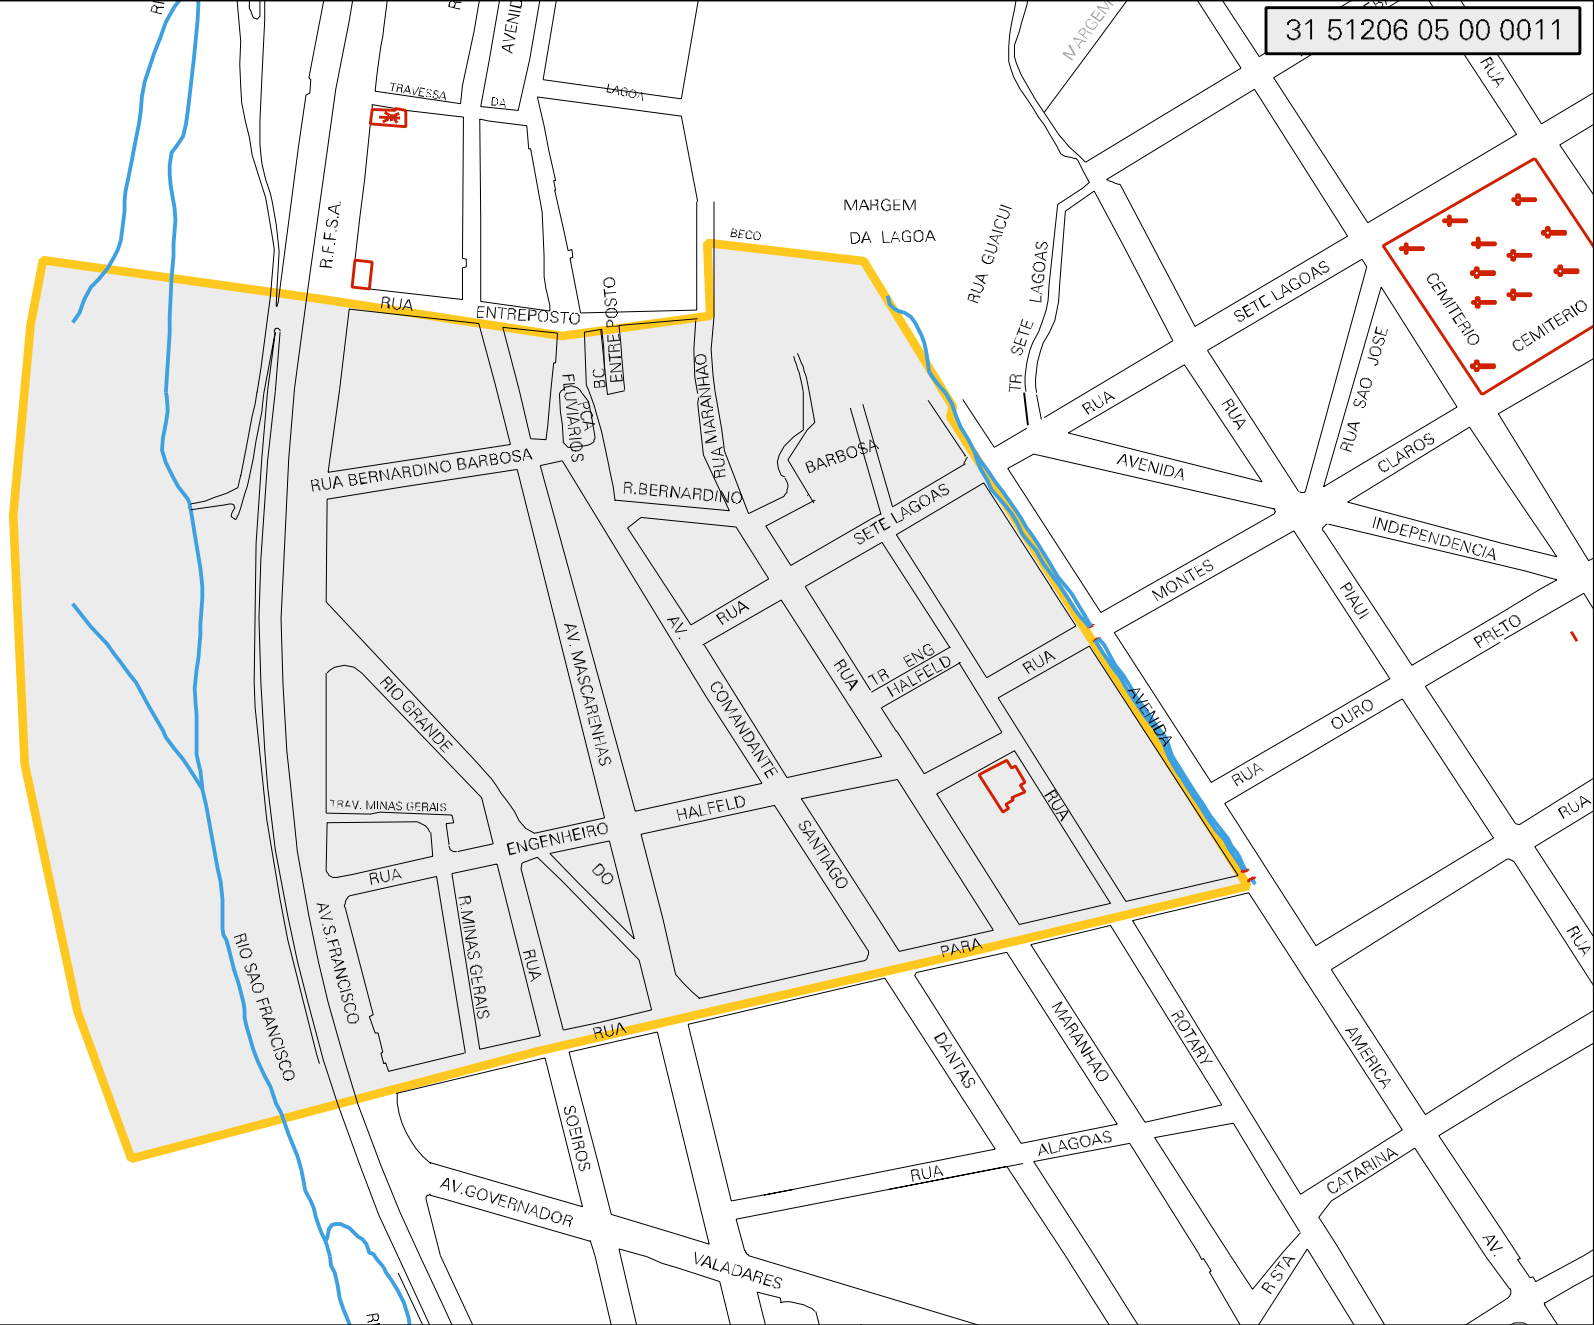 31 51206 05 00 0011
MARGEM
RUA
AVENID
TRAVESSA
DA
LAGOA
R.F.F.S.A.
MARGEM
DA LAGOA
BECO
RUA GUAICUI
TR SETE LAGOAS
SETE LAGOAS
CEMITERIO
CEMITERIO
RUA
ENTREPOSTO
BC
ENTREPOSTO
PCA
FLUVIARIOS
RUA MARANHAO
RUA SAO JOSE
RUA
RUA
AVENIDA
CLAROS
INDEPENDENCIA
RUA BERNARDINO BARBOSA
R.BERNARDINO
BARBOSA
SETE LAGOAS
MONTES
PIAUI
PRETO
AV. MASCARENHAS
AV.
RUA
RUA
TR ENG
HALFELD
RUA
COMANDANTE
RIO GRANDE
AVENIDA
OURO
RUA
RUA
TRAV. MINAS GERAIS
ENGENHEIRO
HALFELD
RUA
SANTIAGO
DO
RUA
R.MINAS GERAIS
RUA
AV.S.FRANCISCO
RIO SAO FRANCISCO
PARA
RUA
RUA
DANTAS
MARANHAO
ROTARY
AMERICA
SOEIROS
ALAGOAS
RUA
CATARINA
AV.GOVERNADOR
VALADARES
R STA
AV.